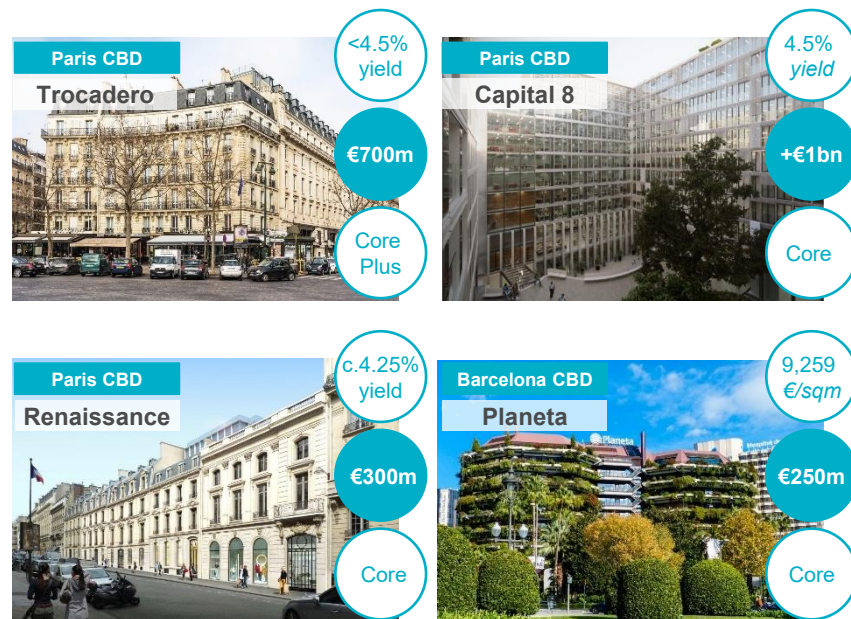 Paris CBD
Trocadero
<4.5%
yield
€700m
Core
Plus
Paris CBD
Capital 8
4.5%
yield
+€1bn
Core
Paris CBD
Renaissance
c.4.25%
yield
€300m
Core
Barcelona CBD
Planeta
9,259
€/sqm
€250m
Core
Planeta